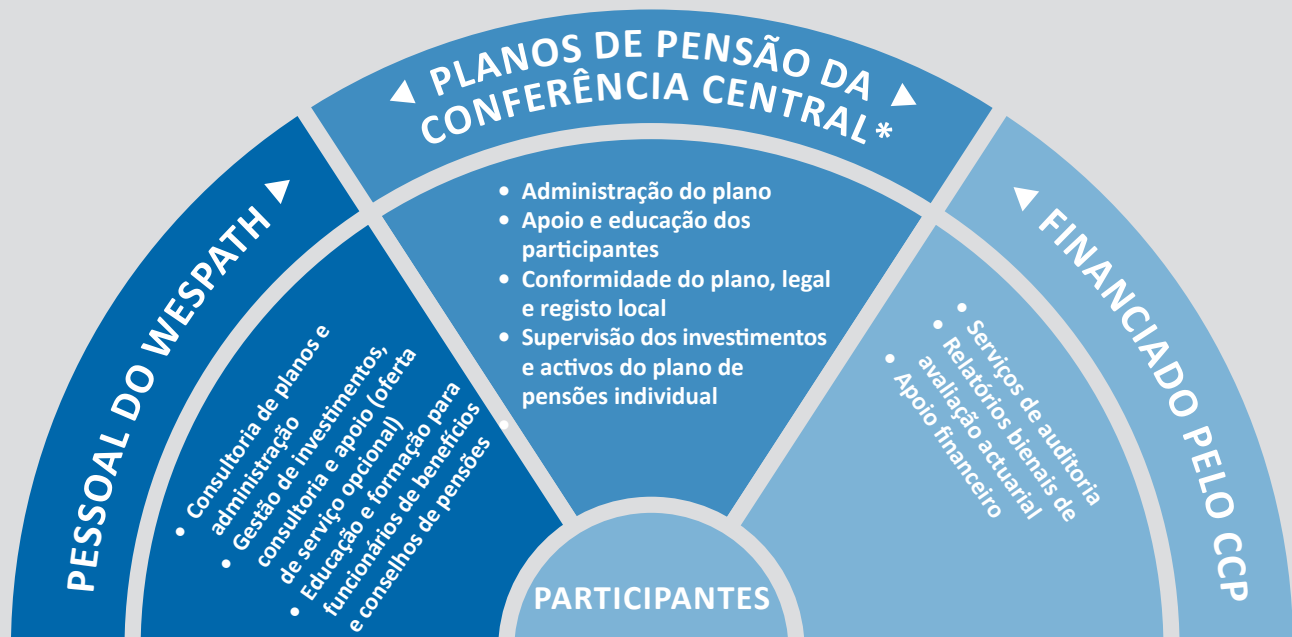 ◄ PLANOS DE PENSÃO DA ►
CONFERÊNCIA CENTRAL*
• Administração do plano
• Apoio e educação dos
participantes
• Conformidade do plano, legal
e registo local
• Supervisão dos investimentos
e activos do plano de
pensões individual
PESSOAL DO WESPATH ►
• Consultoria de planos e
administração
• Gestão de investimentos,
consultoria e apoio (oferta
de serviço opcional)
• Educação e formação para
funcionários de benefícios
e conselhos de pensões
•
◄ FINANCIADO PELO CCP
• Serviços de auditoria
• Relatórios bienais de
avaliação actuarial
• Apoio financeiro
PARTICIPANTES